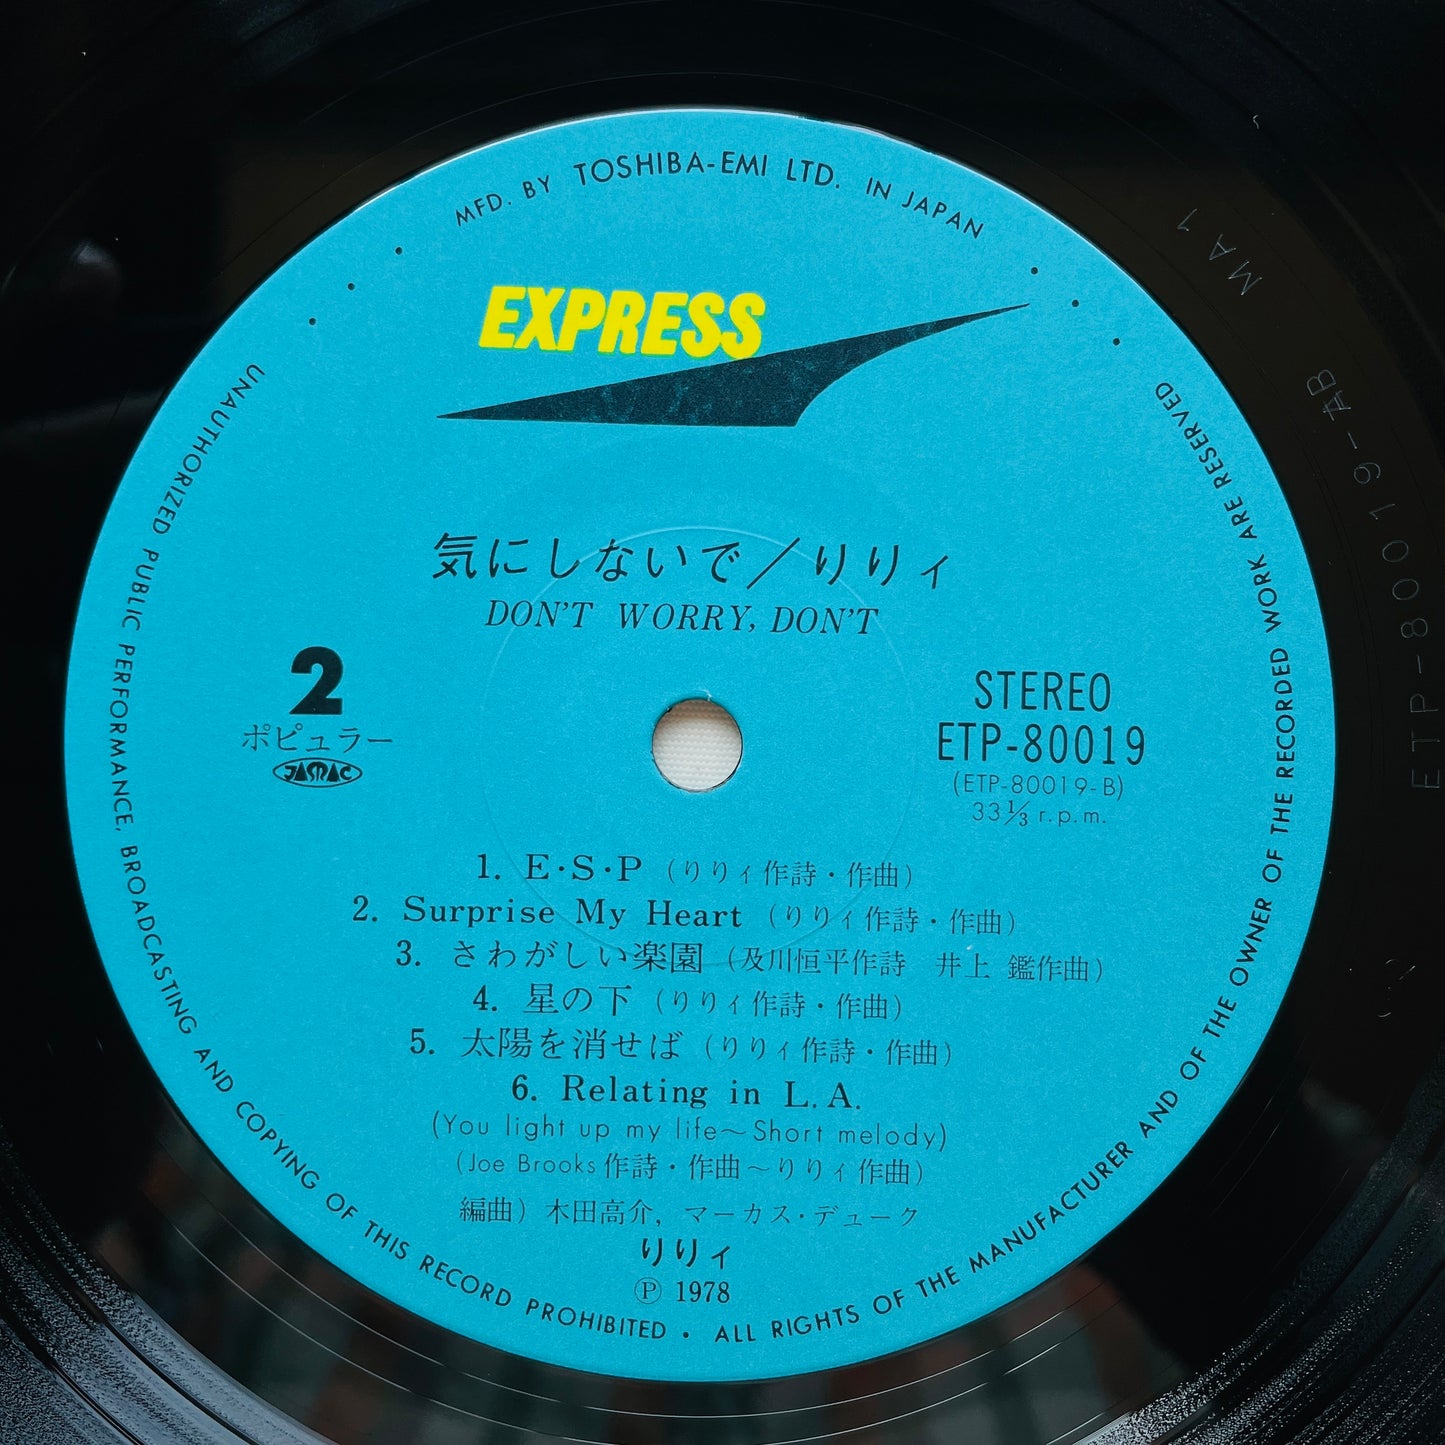 MFD. BY TOSHIBA-EMI LTD. IN JAPAN
EXPRESS
気にしないで／りりィ
DON'T WORRY, DON'T
2
ポピュラー
JASRAC
STEREO
ETP-80019
(ETP-80019-B)
33⅓ r.p.m.
1. E・S・P (りりィ作詩・作曲)
2. Surprise My Heart (りりィ作詩・作曲)
3. さわがしい楽園 (及川恒平作詩 井上 鑑作曲)
4. 星の下 (りりィ作詩・作曲)
5. 太陽を消せば (りりィ作詩・作曲)
6. Relating in L.A.
(You light up my life～Short melody)
(Joe Brooks作詩・作曲～りりィ作曲)
編曲) 木田高介, マーカス・デューク
りりィ
Ⓟ 1978
UNAUTHORIZED PUBLIC PERFORMANCE, BROADCASTING AND COPYING OF THIS RECORD PROHIBITED • ALL RIGHTS OF THE MANUFACTURER AND OF THE OWNER OF THE RECORDED WORK ARE RESERVED
ETP-80019-AB
MA1